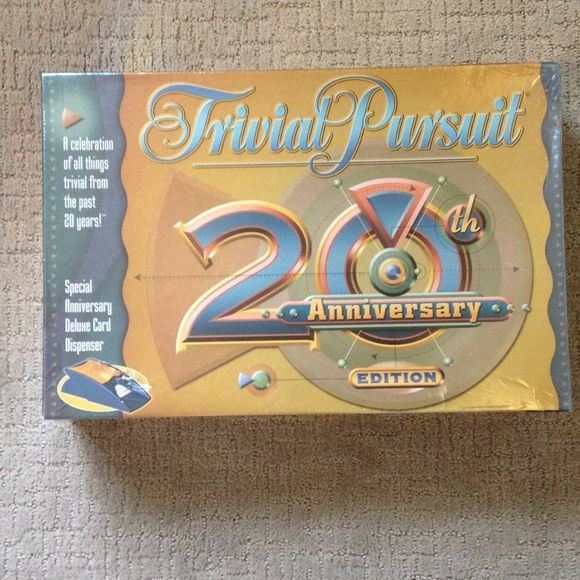 Trivial Pursuit
A celebration
of all things
trivial from
the past
20 years!™
20th
Anniversary
EDITION
Special
Anniversary
Deluxe Card
Dispenser